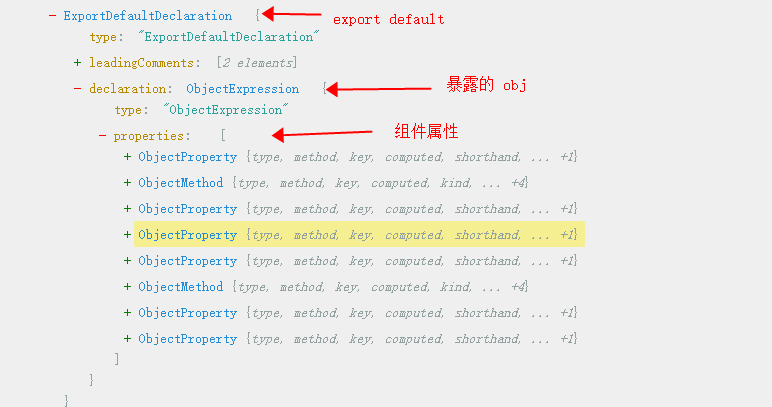 − ExportDefaultDeclaration {
export default
type: "ExportDefaultDeclaration"
+ leadingComments: [2 elements]
− declaration: ObjectExpression {
暴露的 obj
type: "ObjectExpression"
− properties: [
组件属性
+ ObjectProperty {type, method, key, computed, shorthand, ... +1}
+ ObjectMethod {type, method, key, computed, kind, ... +4}
+ ObjectProperty {type, method, key, computed, shorthand, ... +1}
+ ObjectProperty {type, method, key, computed, shorthand, ... +1}
+ ObjectProperty {type, method, key, computed, shorthand, ... +1}
+ ObjectMethod {type, method, key, computed, kind, ... +4}
+ ObjectProperty {type, method, key, computed, shorthand, ... +1}
+ ObjectProperty {type, method, key, computed, shorthand, ... +1}
]
}
}